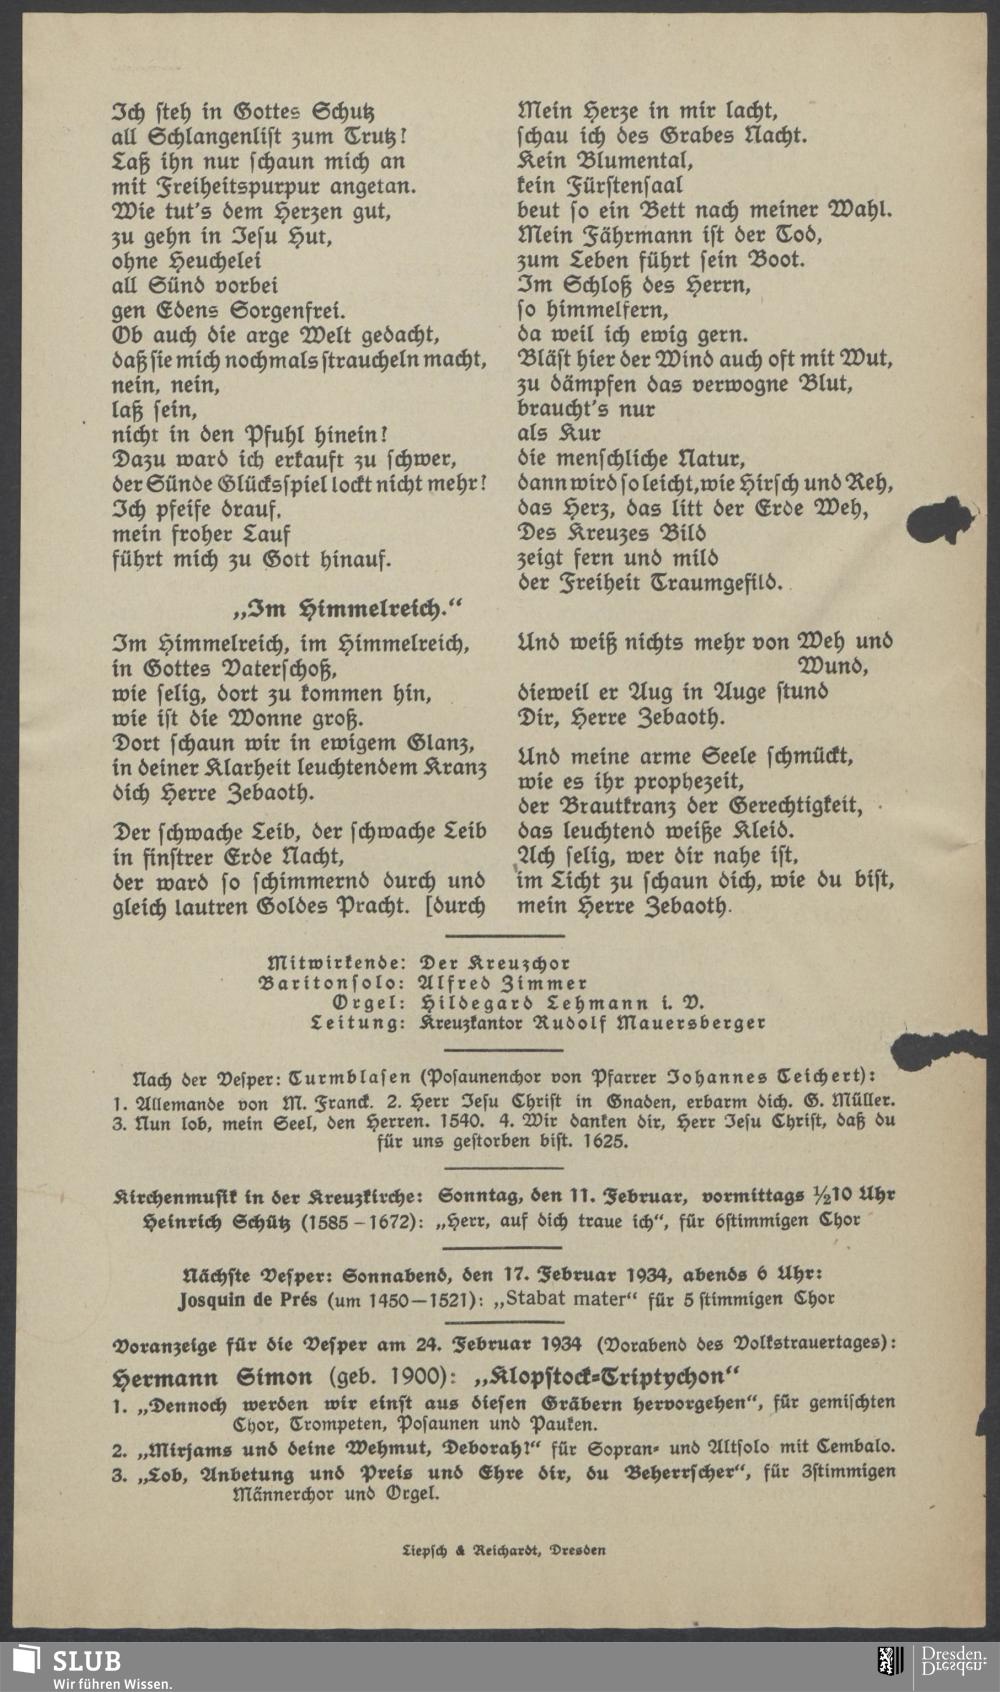 Ich steh in Gottes Schutz
all Schlangenlist zum Trutz!
Laß ihn nur schaun mich an
mit Freiheitspurpur angetan.
Wie tut's dem Herzen gut,
zu gehn in Jesu Hut,
ohne Heuchelei
all Sünd vorbei
gen Edens Sorgenfrei.
Ob auch die arge Welt gedacht,
daß sie mich nochmals straucheln macht,
nein, nein,
laß sein,
nicht in den Pfuhl hinein!
Dazu ward ich erkauft zu schwer,
der Sünde Glücksspiel lockt nicht mehr!
Ich pfeife drauf,
mein froher Lauf
führt mich zu Gott hinauf.
Mein Herze in mir lacht,
schau ich des Grabes Nacht.
Kein Blumental,
kein Fürstensaal
beut so ein Bett nach meiner Wahl.
Mein Fährmann ist der Tod,
zum Leben führt sein Boot.
Im Schloß des Herrn,
so himmelfern,
da weil ich ewig gern.
Bläst hier der Wind auch oft mit Wut,
zu dämpfen das verwogne Blut,
braucht's nur
als Kur
die menschliche Natur,
dann wird so leicht, wie Hirsch und Reh,
das Herz, das litt der Erde Weh,
Des Kreuzes Bild
zeigt fern und mild
der Freiheit Traumgefild.
„Im Himmelreich.“
Im Himmelreich, im Himmelreich,
in Gottes Vaterschoß,
wie selig, dort zu kommen hin,
wie ist die Wonne groß.
Dort schaun wir in ewigem Glanz,
in deiner Klarheit leuchtendem Kranz
dich Herre Zebaoth.
Der schwache Leib, der schwache Leib
in finstrer Erde Nacht,
der ward so schimmernd durch und
gleich lautren Goldes Pracht. [durch
Und weiß nichts mehr von Weh und
Wund,
dieweil er Aug in Auge stund
Dir, Herre Zebaoth.
Und meine arme Seele schmückt,
wie es ihr prophezeit,
der Brautkranz der Gerechtigkeit,
das leuchtend weiße Kleid.
Ach selig, wer dir nahe ist,
im Licht zu schaun dich, wie du bist,
mein Herre Zebaoth.
Mitwirkende: Der Kreuzchor
Baritonsolo: Alfred Zimmer
Orgel: Hildegard Lehmann i. V.
Leitung: Kreuzkantor Rudolf Mauersberger
Nach der Vesper: Turmblasen (Posaunenchor von Pfarrer Johannes Teichert):
1. Allemande von M. Franck. 2. Herr Jesu Christ in Gnaden, erbarm dich. G. Müller.
3. Nun lob, mein Seel, den Herren. 1540. 4. Wir danken dir, Herr Jesu Christ, daß du
für uns gestorben bist. 1625.
Kirchenmusik in der Kreuzkirche: Sonntag, den 11. Februar, vormittags ½10 Uhr
Heinrich Schütz (1585–1672): „Herr, auf dich traue ich“, für 6stimmigen Chor
Nächste Vesper: Sonnabend, den 17. Februar 1934, abends 6 Uhr:
Josquin de Prés (um 1450—1521): „Stabat mater“ für 5 stimmigen Chor
Voranzeige für die Vesper am 24. Februar 1934 (Vorabend des Volkstrauertages):
Hermann Simon (geb. 1900): „Klopstock-Triptychon“
1. „Dennoch werden wir einst aus diesen Gräbern hervorgehen“, für gemischten
Chor, Trompeten, Posaunen und Pauken.
2. „Mirjams und deine Wehmut, Deborah!“ für Sopran- und Altsolo mit Cembalo.
3. „Lob, Anbetung und Preis und Ehre dir, du Beherrscher“, für 3stimmigen
Männerchor und Orgel.
Liepsch & Reichardt, Dresden
SLUB
Wir führen Wissen.
Dresden.
Dresden.